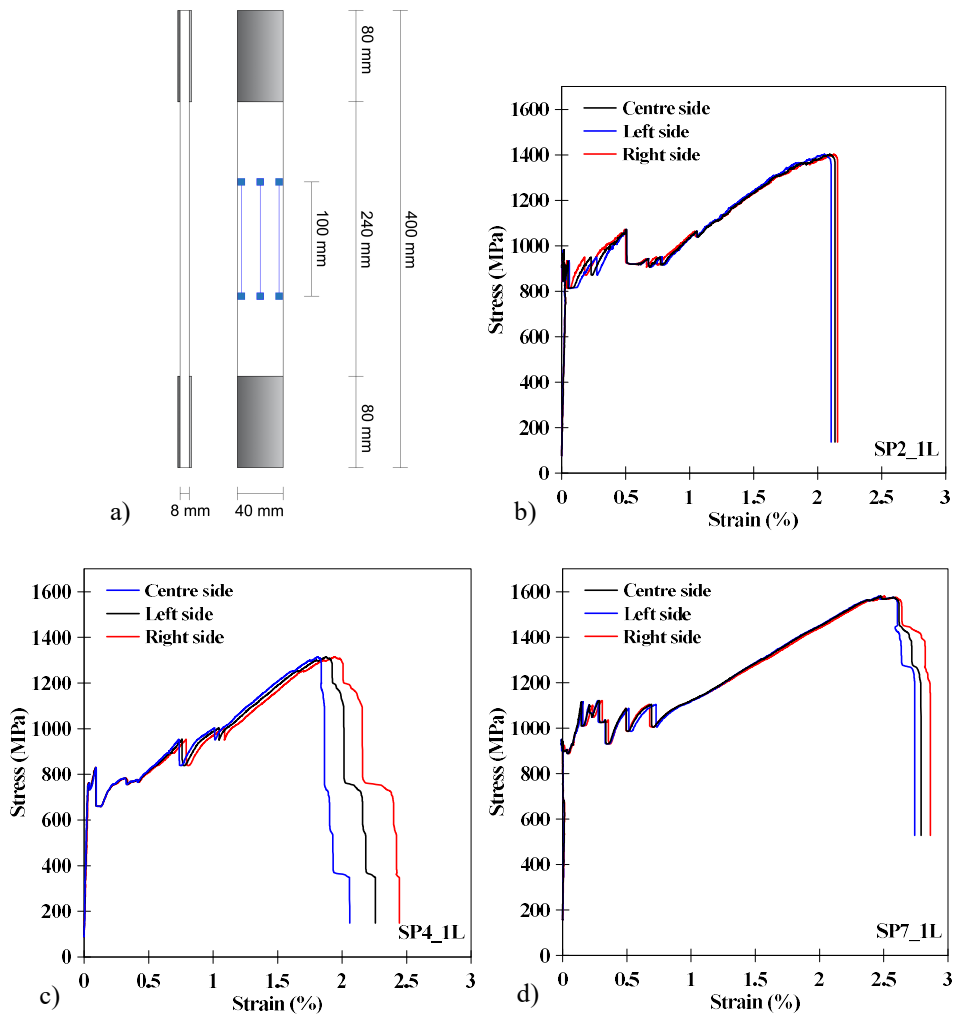 80 mm
100 mm
240 mm
400 mm
80 mm
8 mm
40 mm
a)
Centre side
Left side
Right side
1600
1400
1200
1000
800
600
400
200
0
Stress (MPa)
0 0.5 1 1.5 2 2.5 3
Strain (%)
SP2_1L
b)
Centre side
Left side
Right side
1600
1400
1200
1000
800
600
400
200
0
Stress (MPa)
0 0.5 1 1.5 2 2.5 3
Strain (%)
SP4_1L
c)
Centre side
Left side
Right side
1600
1400
1200
1000
800
600
400
200
0
Stress (MPa)
0 0.5 1 1.5 2 2.5 3
Strain (%)
SP7_1L
d)